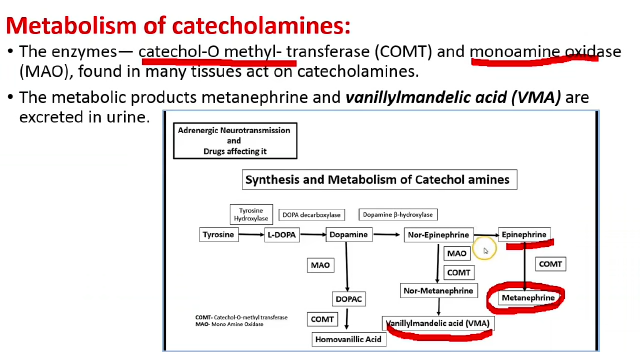 Metabolism of catecholamines:
• The enzymes— catechol-O methyl- transferase (COMT) and monoamine oxidase
(MAO), found in many tissues act on catecholamines.
• The metabolic products metanephrine and vanillylmandelic acid (VMA) are
excreted in urine.
Adrenergic Neurotransmission
and
Drugs affecting it
Synthesis and Metabolism of Catechol amines
Tyrosine
Hydroxylase
DOPA decarboxylase
Dopamine β-hydroxylase
Tyrosine
L-DOPA
Dopamine
Nor-Epinephrine
Epinephrine
MAO
MAO
COMT
COMT
DOPAC
Nor-Metanephrine
Metanephrine
COMT
Vanillylmandelic acid (VMA)
Homovanillic Acid
COMT- Catechol-O-methyl transferase
MAO- Mono Amine Oxidase